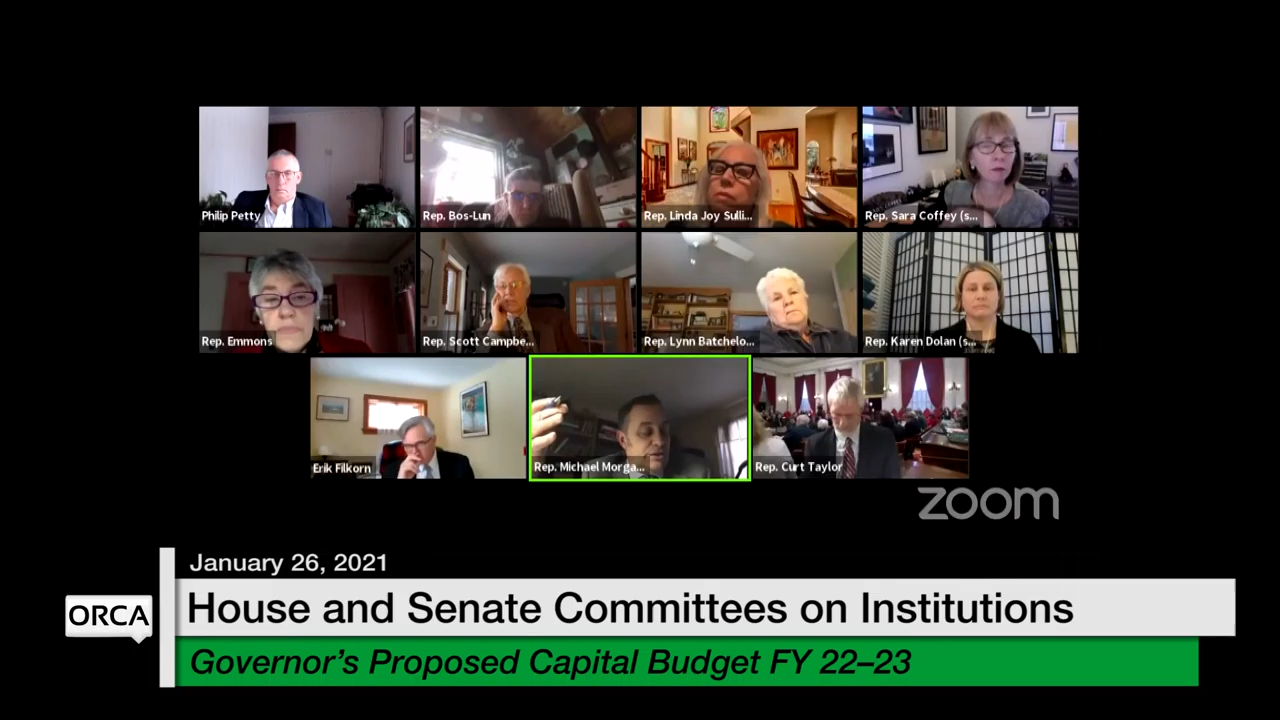 Philip Petty
Rep. Bos-Lun
Rep. Linda Joy Sulli...
Rep. Sara Coffey (s...
Rep. Emmons
Rep. Scott Campbe...
Rep. Lynn Batchelo...
Rep. Karen Dolan (s...
Erik Filkorn
Rep. Michael Morga...
Rep. Curt Taylor
zoom
January 26, 2021
ORCA
House and Senate Committees on Institutions
Governor's Proposed Capital Budget FY 22–23